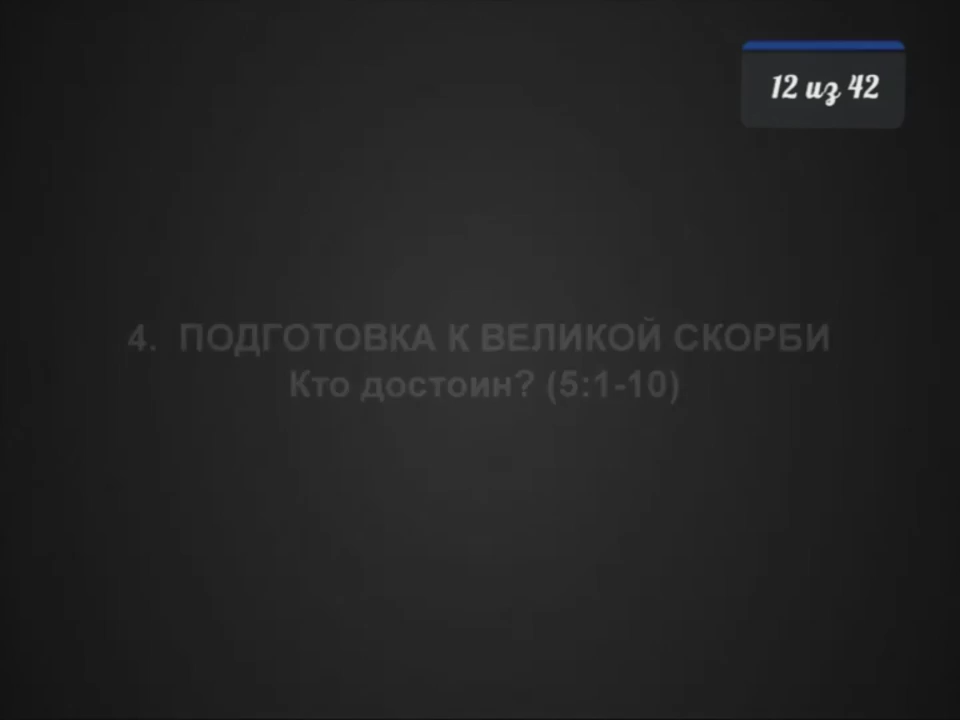 12 из 42
4. ПОДГОТОВКА К ВЕЛИКОЙ СКОРБИ
Кто достоин? (5:1-10)